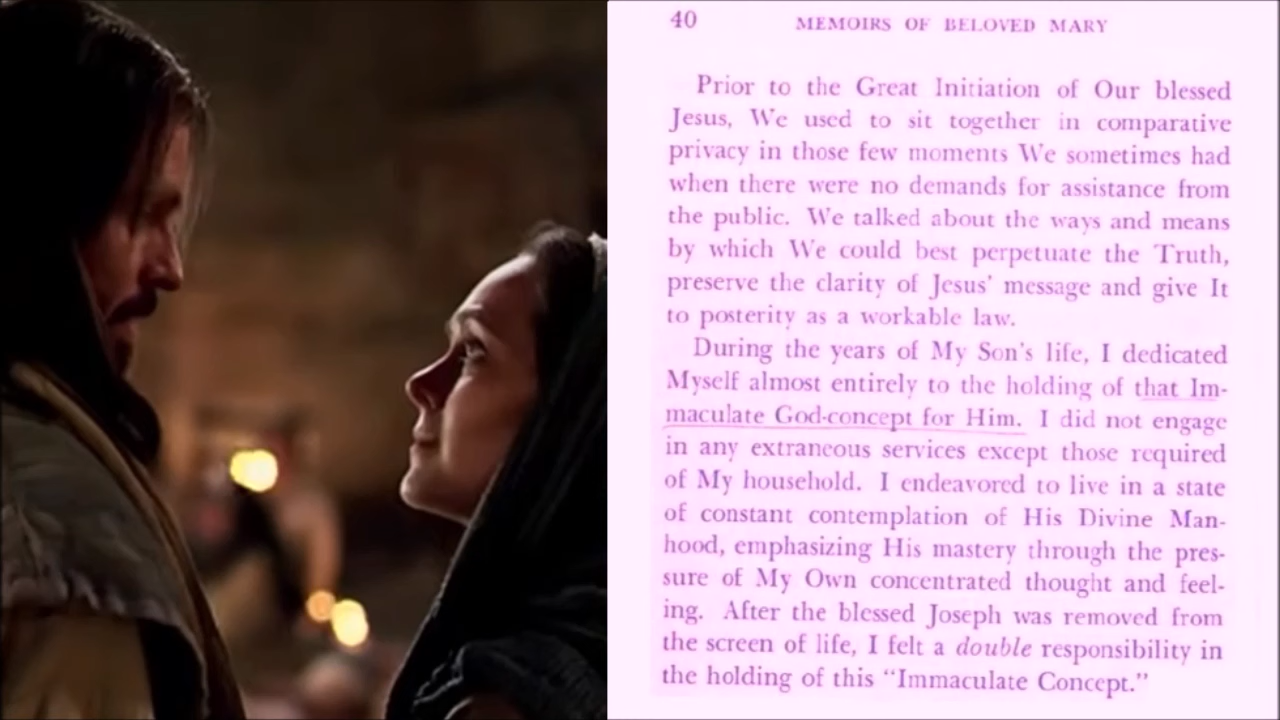 40 MEMOIRS OF BELOVED MARY
Prior to the Great Initiation of Our blessed
Jesus, We used to sit together in comparative
privacy in those few moments We sometimes had
when there were no demands for assistance from
the public. We talked about the ways and means
by which We could best perpetuate the Truth,
preserve the clarity of Jesus' message and give It
to posterity as a workable law.
During the years of My Son's life, I dedicated
Myself almost entirely to the holding of that Im-
maculate God-concept for Him. I did not engage
in any extraneous services except those required
of My household. I endeavored to live in a state
of constant contemplation of His Divine Man-
hood, emphasizing His mastery through the pres-
sure of My Own concentrated thought and feel-
ing. After the blessed Joseph was removed from
the screen of life, I felt a double responsibility in
the holding of this "Immaculate Concept."